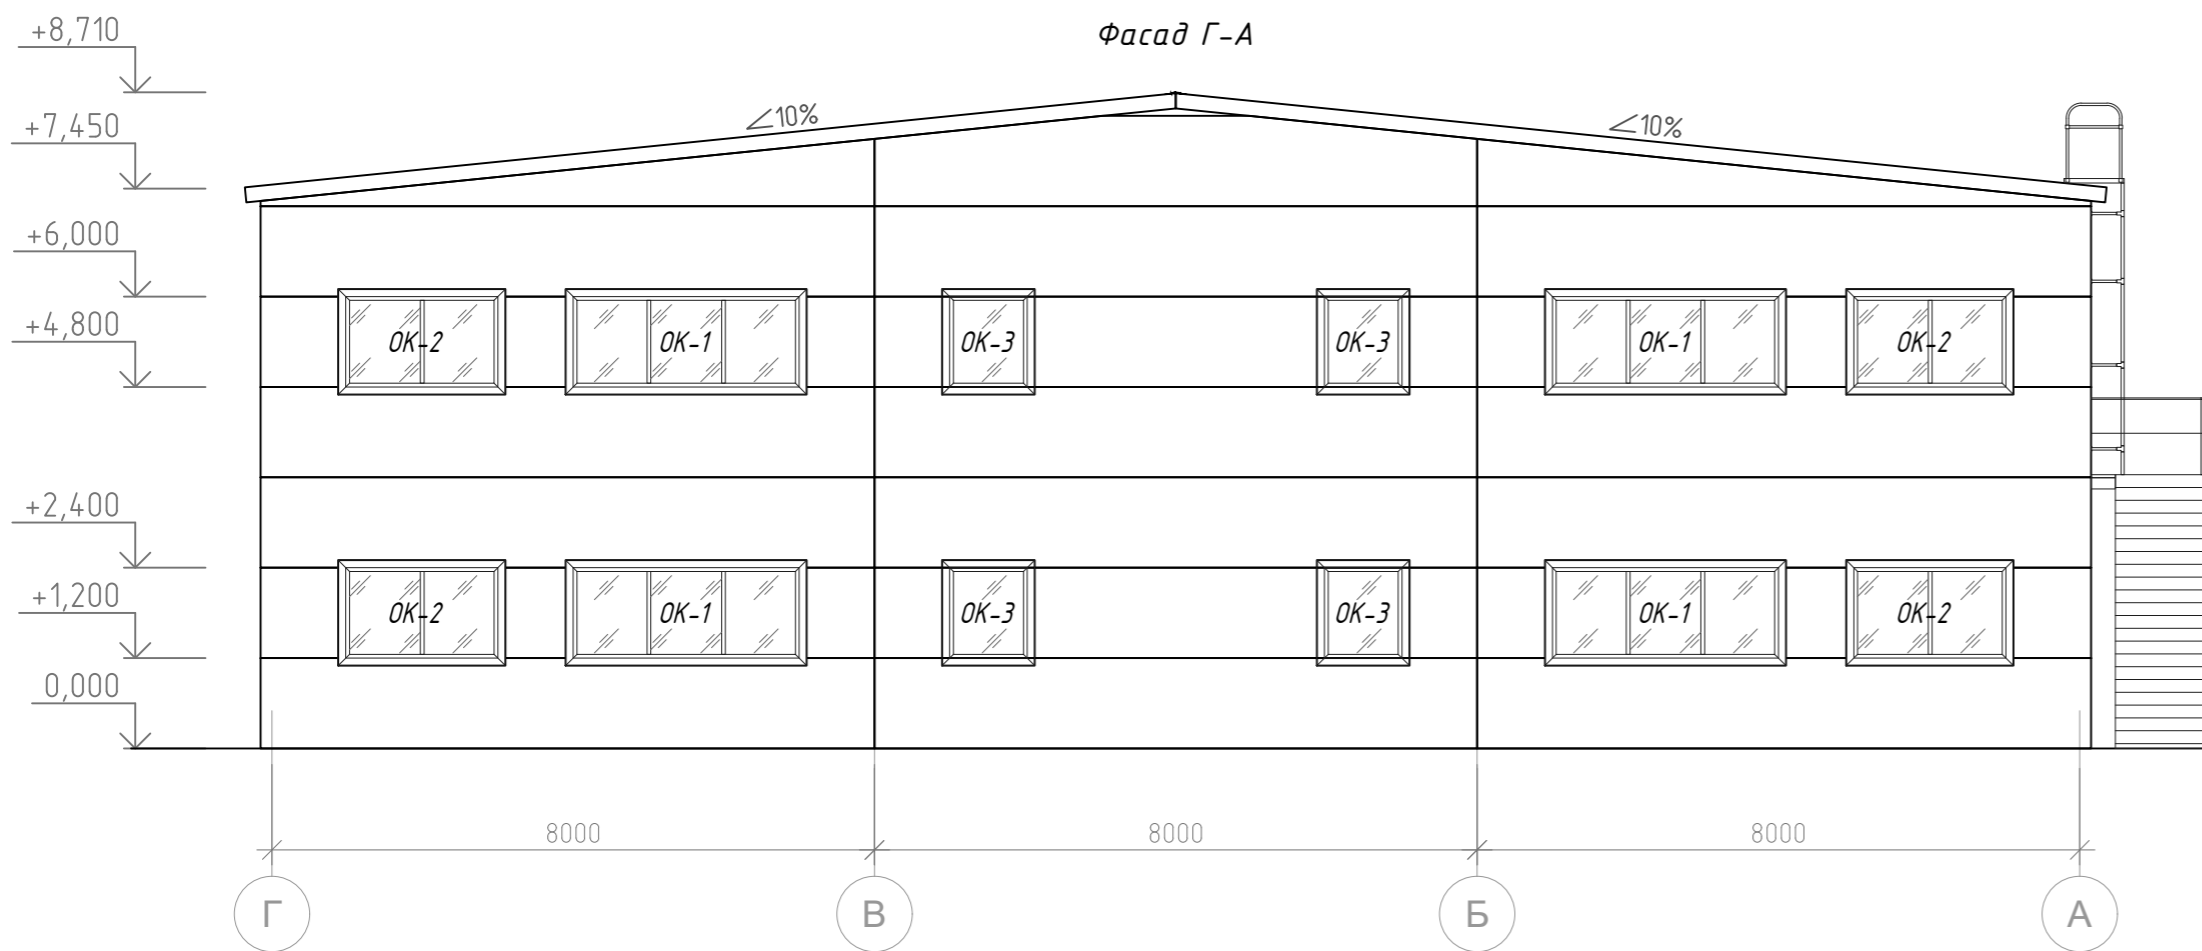 Фасад Г-А
+8,710
+7,450
+6,000
+4,800
+2,400
+1,200
0,000
10%
10%
ОК-2
ОК-1
ОК-3
ОК-3
ОК-1
ОК-2
ОК-2
ОК-1
ОК-3
ОК-3
ОК-1
ОК-2
8000
8000
8000
Г
В
Б
А